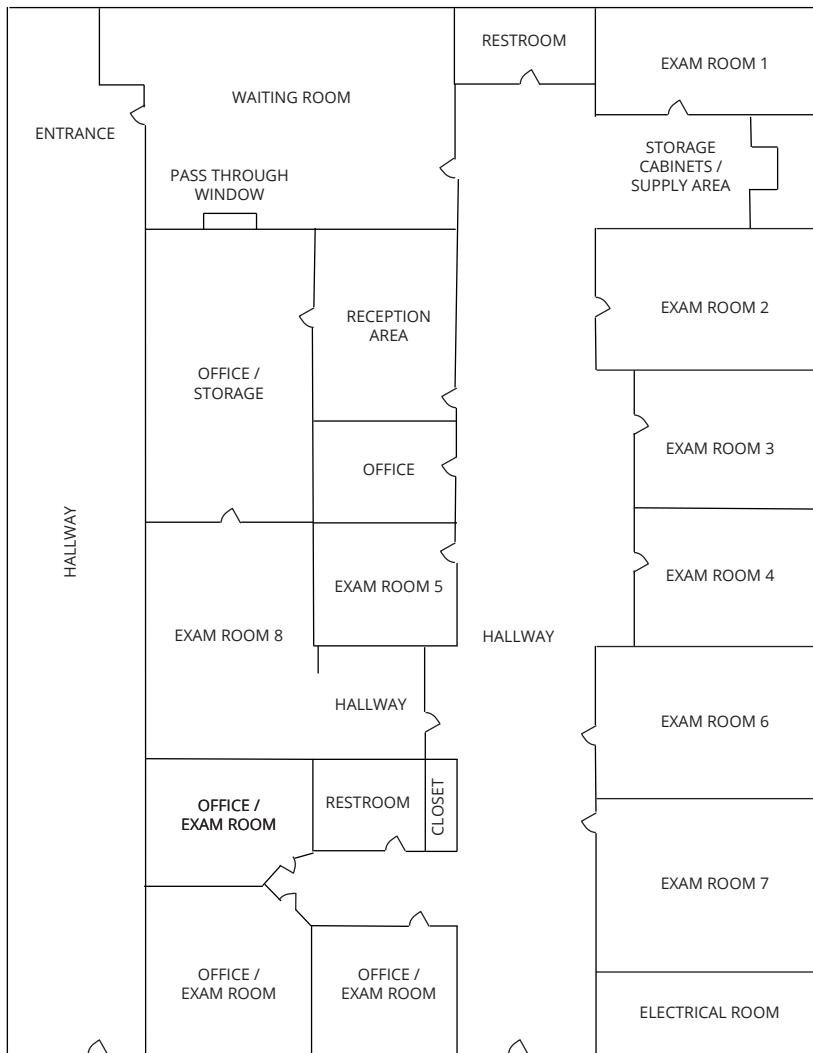 RESTROOM
EXAM ROOM 1
WAITING ROOM
ENTRANCE
STORAGE
CABINETS /
SUPPLY AREA
PASS THROUGH
WINDOW
RECEPTION
AREA
EXAM ROOM 2
OFFICE /
STORAGE
EXAM ROOM 3
OFFICE
HALLWAY
EXAM ROOM 4
EXAM ROOM 5
EXAM ROOM 8
HALLWAY
HALLWAY
EXAM ROOM 6
OFFICE /
EXAM ROOM
RESTROOM
CLOSET
EXAM ROOM 7
OFFICE /
EXAM ROOM
OFFICE /
EXAM ROOM
ELECTRICAL ROOM